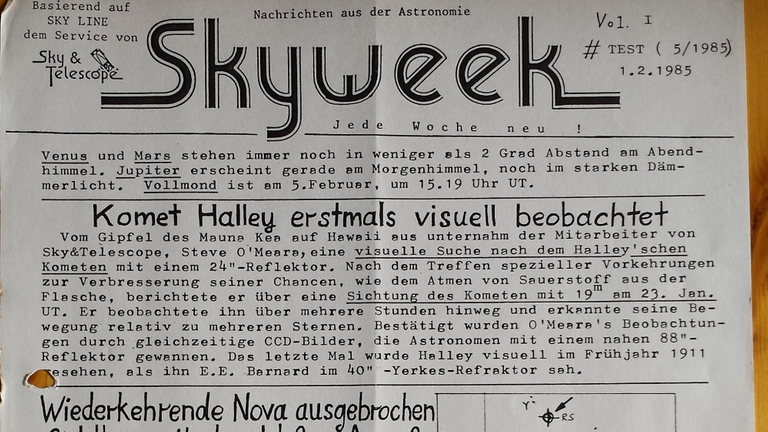 Basierend auf
SKY LINE
dem Service von
Sky &
Telescope
Nachrichten aus der Astronomie
Skyweek
Jede Woche neu !
Vol. I
# TEST ( 5/1985)
1.2.1985
Venus und Mars stehen immer noch in weniger als 2 Grad Abstand am Abend-
himmel. Jupiter erscheint gerade am Morgenhimmel, noch im starken Däm-
merlicht. Vollmond ist am 5.Februar, um 15.19 Uhr UT.
Komet Halley erstmals visuell beobachtet
Vom Gipfel des Mauna Kea auf Hawaii aus unternahm der Mitarbeiter von
Sky&Telescope, Steve O'Meara, eine visuelle Suche nach dem Halley'schen
Kometen mit einem 24"-Reflektor. Nach dem Treffen spezieller Vorkehrungen
zur Verbresserung seiner Chancen, wie dem Atmen von Sauerstoff aus der
Flasche, berichtete er über eine Sichtung des Kometen mit 19m am 23. Jan.
UT. Er beobachtete ihn über mehrere Stunden hinweg und erkannte seine Be-
wegung relativ zu mehreren Sternen. Bestätigt wurden O'Meara's Beobachtun-
gen durch gleichzeitige CCD-Bilder, die Astronomen mit einem nahen 88"-
Reflektor gewannen. Das letzte Mal wurde Halley visuell im Frühjahr 1911
gesehen, als ihn E.E. Barnard im 40" -Yerkes-Refraktor sah.
Wiederkehrende Nova ausgebrochen
RS